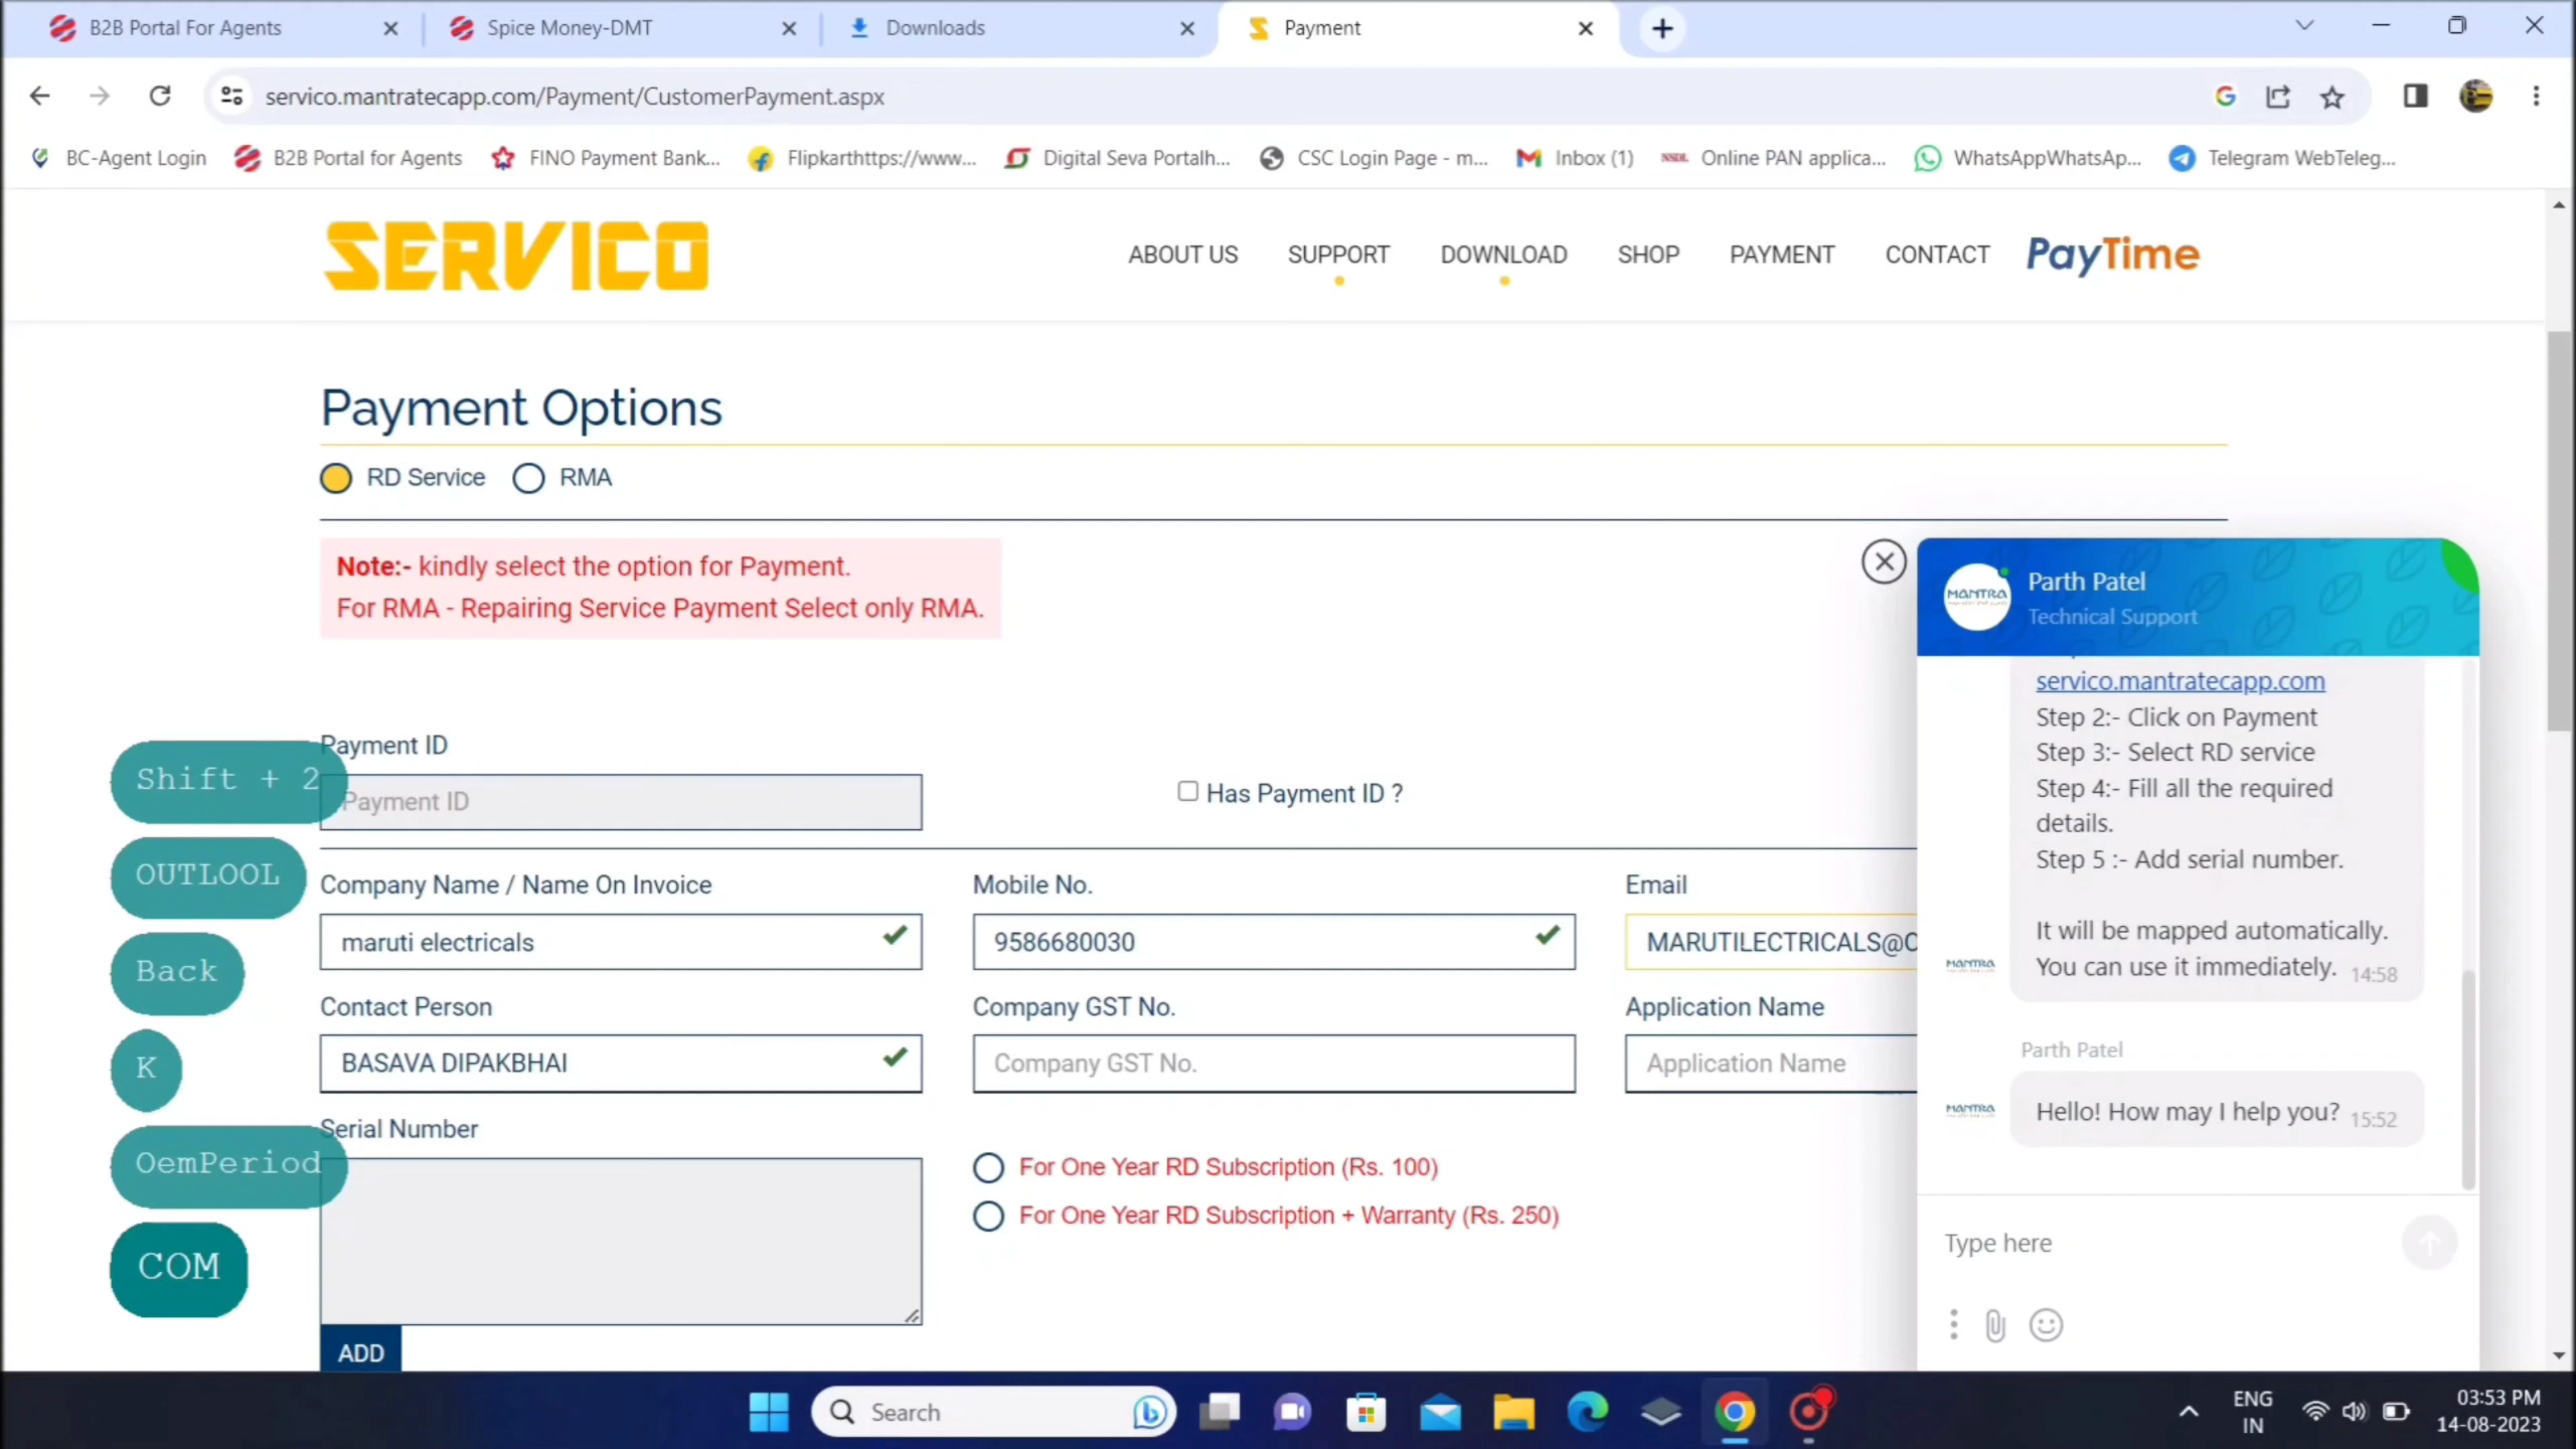 B2B Portal For Agents
Spice Money-DMT
Downloads
Payment
servico.mantratecapp.com/Payment/CustomerPayment.aspx
BC-Agent Login
B2B Portal for Agents
FINO Payment Bank...
Flipkarthttps://www...
Digital Seva Portalh...
CSC Login Page - m...
Inbox (1)
Online PAN applica...
WhatsAppWhatsAp...
Telegram WebTeleg...
SERVICO
ABOUT US
SUPPORT
DOWNLOAD
SHOP
PAYMENT
CONTACT
PayTime
Payment Options
RD Service
RMA
Note:- kindly select the option for Payment.
For RMA - Repairing Service Payment Select only RMA.
Payment ID
Payment ID
Has Payment ID ?
Company Name / Name On Invoice
Mobile No.
Email
maruti electricals
9586680030
MARUTILECTRICALS@
Contact Person
Company GST No.
Application Name
BASAVA DIPAKBHAI
Company GST No.
Application Name
Serial Number
For One Year RD Subscription (Rs. 100)
For One Year RD Subscription + Warranty (Rs. 250)
ADD
Shift + 2
OUTLOOL
Back
K
OemPeriod
COM
MANTRA
Parth Patel
Technical Support
servico.mantratecapp.com
Step 2:- Click on Payment
Step 3:- Select RD service
Step 4:- Fill all the required
details.
Step 5 :- Add serial number.
It will be mapped automatically.
You can use it immediately. 14:58
MANTRA
Parth Patel
MANTRA
Hello! How may I help you? 15:52
Type here
Search
ENG
IN
03:53 PM
14-08-2023